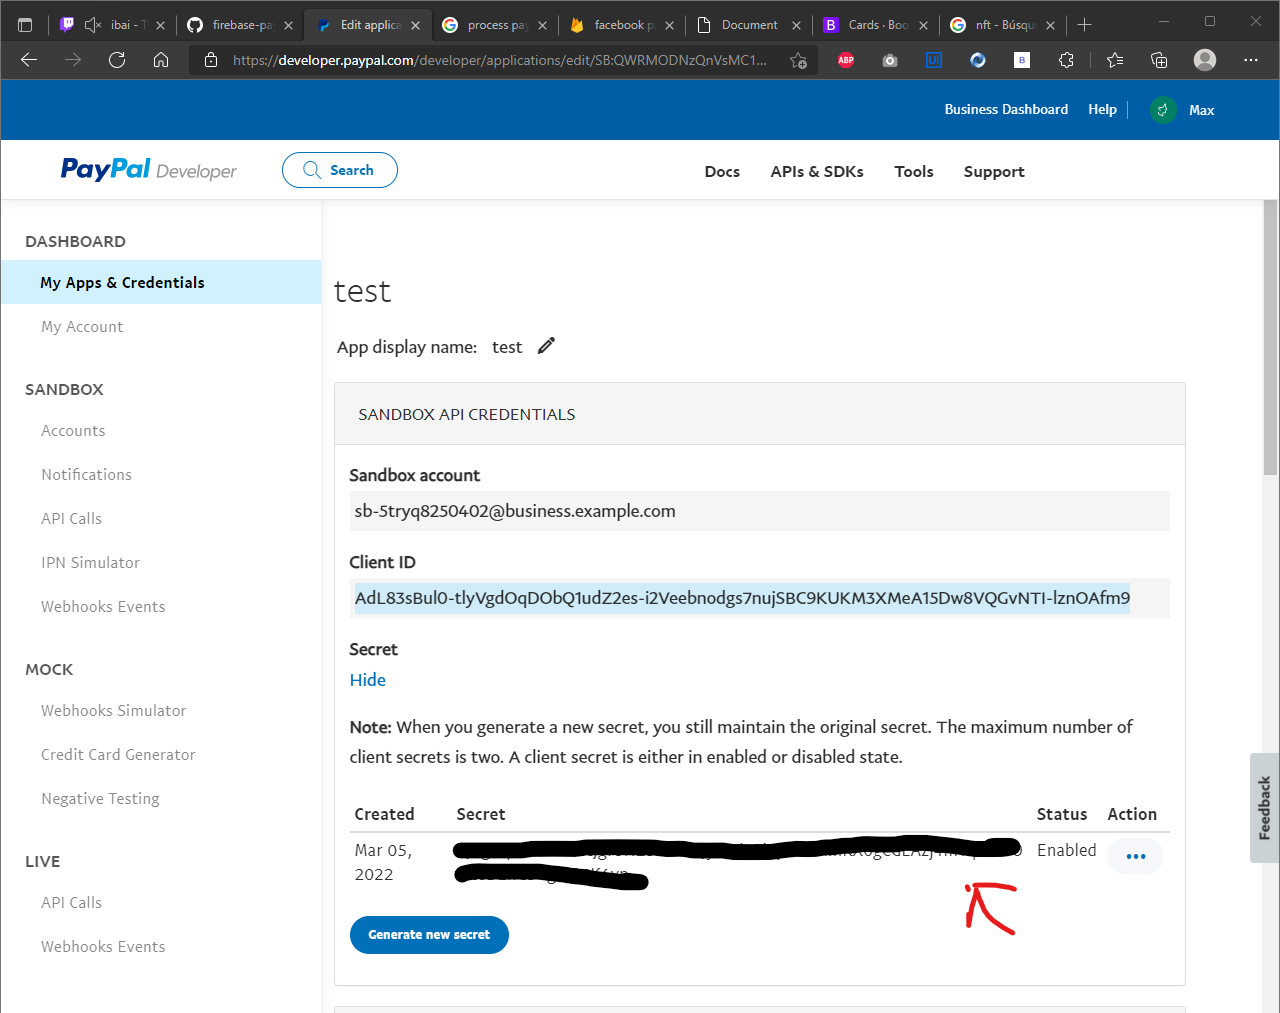 ibai - T
firebase-pa
Edit applica
process pay
facebook p
Document
Cards · Boo
nft - Búsqu
https://developer.paypal.com/developer/applications/edit/SB:QWRMODNzQnVsMC1...
ABP
UI
B
Business Dashboard
Help
Max
PayPal Developer
Search
Docs
APIs & SDKs
Tools
Support
DASHBOARD
My Apps & Credentials
My Account
SANDBOX
Accounts
Notifications
API Calls
IPN Simulator
Webhooks Events
MOCK
Webhooks Simulator
Credit Card Generator
Negative Testing
LIVE
API Calls
Webhooks Events
test
App display name: test
SANDBOX API CREDENTIALS
Sandbox account
sb-5tryq8250402@business.example.com
Client ID
AdL83sBul0-tlyVgdOqDObQ1udZ2es-i2Veebnodgs7nujSBC9KUKM3XMeA15Dw8VQGvNTI-lznOAfm9
Secret
Hide
Note: When you generate a new secret, you still maintain the original secret. The maximum number of
client secrets is two. A client secret is either in enabled or disabled state.
Created Secret Status Action
Mar 05, Enabled
2022
Generate new secret
Feedback